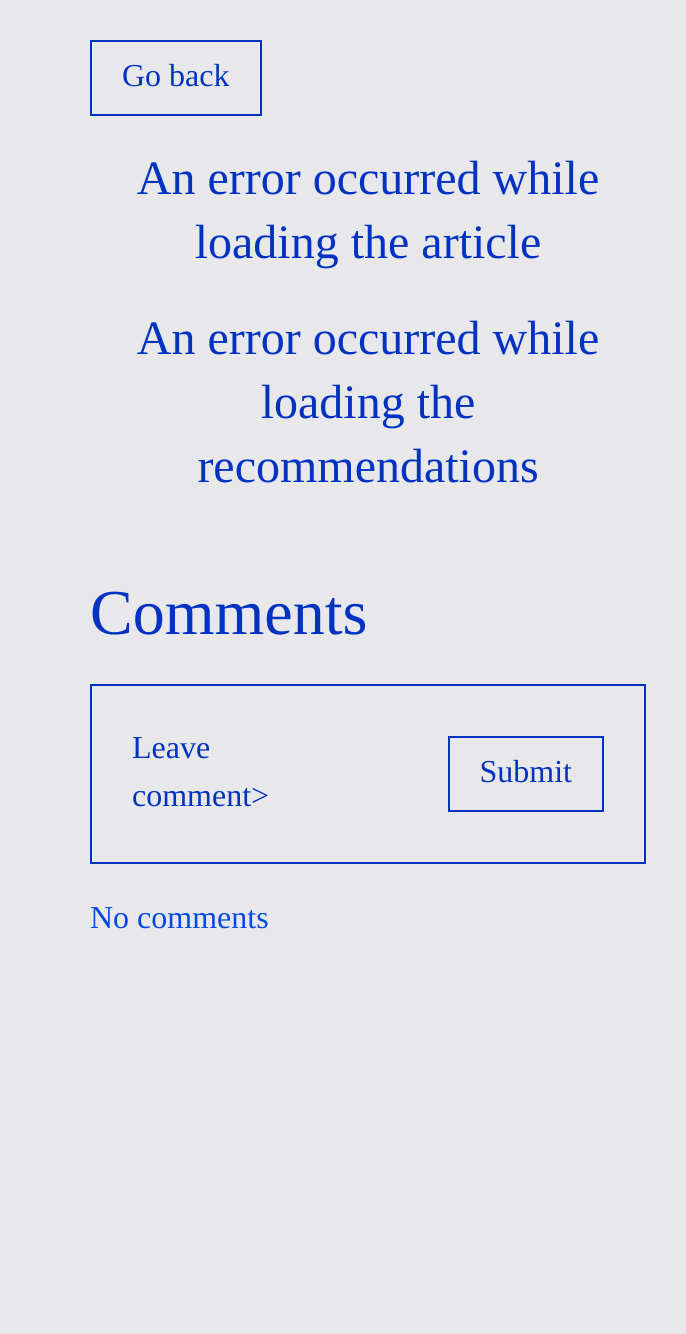 Go back
An error occurred while
loading the article
An error occurred while
loading the
recommendations
Comments
Leave
comment>
Submit
No comments